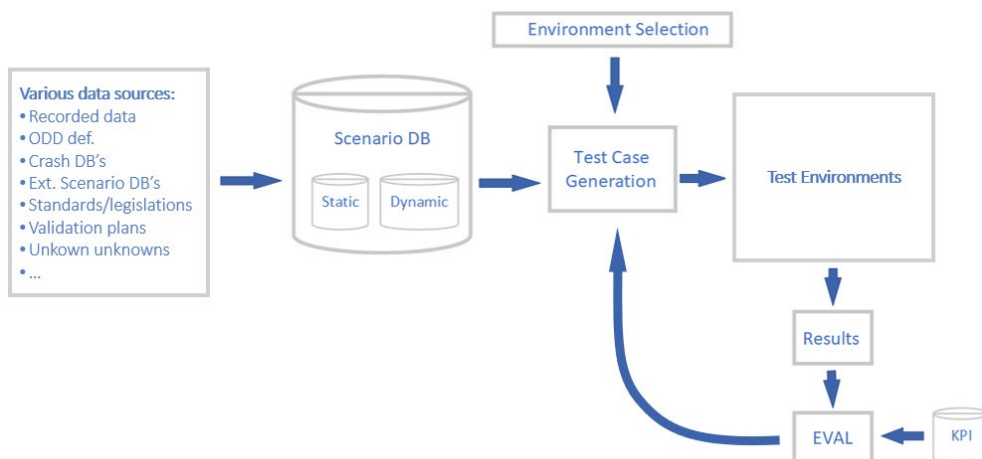 Environment Selection
Various data sources:
• Recorded data
• ODD def.
• Crash DB's
• Ext. Scenario DB's
• Standards/legislations
• Validation plans
• Unkown unknowns
• ...
Scenario DB
Static
Dynamic
Test Case
Generation
Test Environments
Results
EVAL
KPI